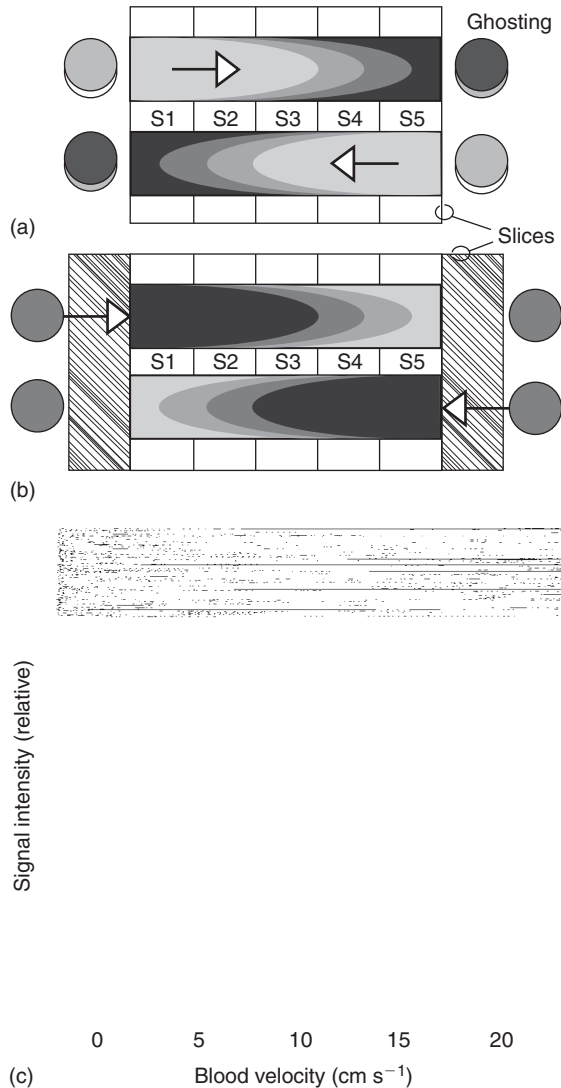 Ghosting
S1 S2 S3 S4 S5
(a)
Slices
S1 S2 S3 S4 S5
(b)
Signal intensity (relative)
0 5 10 15 20
(c) Blood velocity (cm s⁻¹)